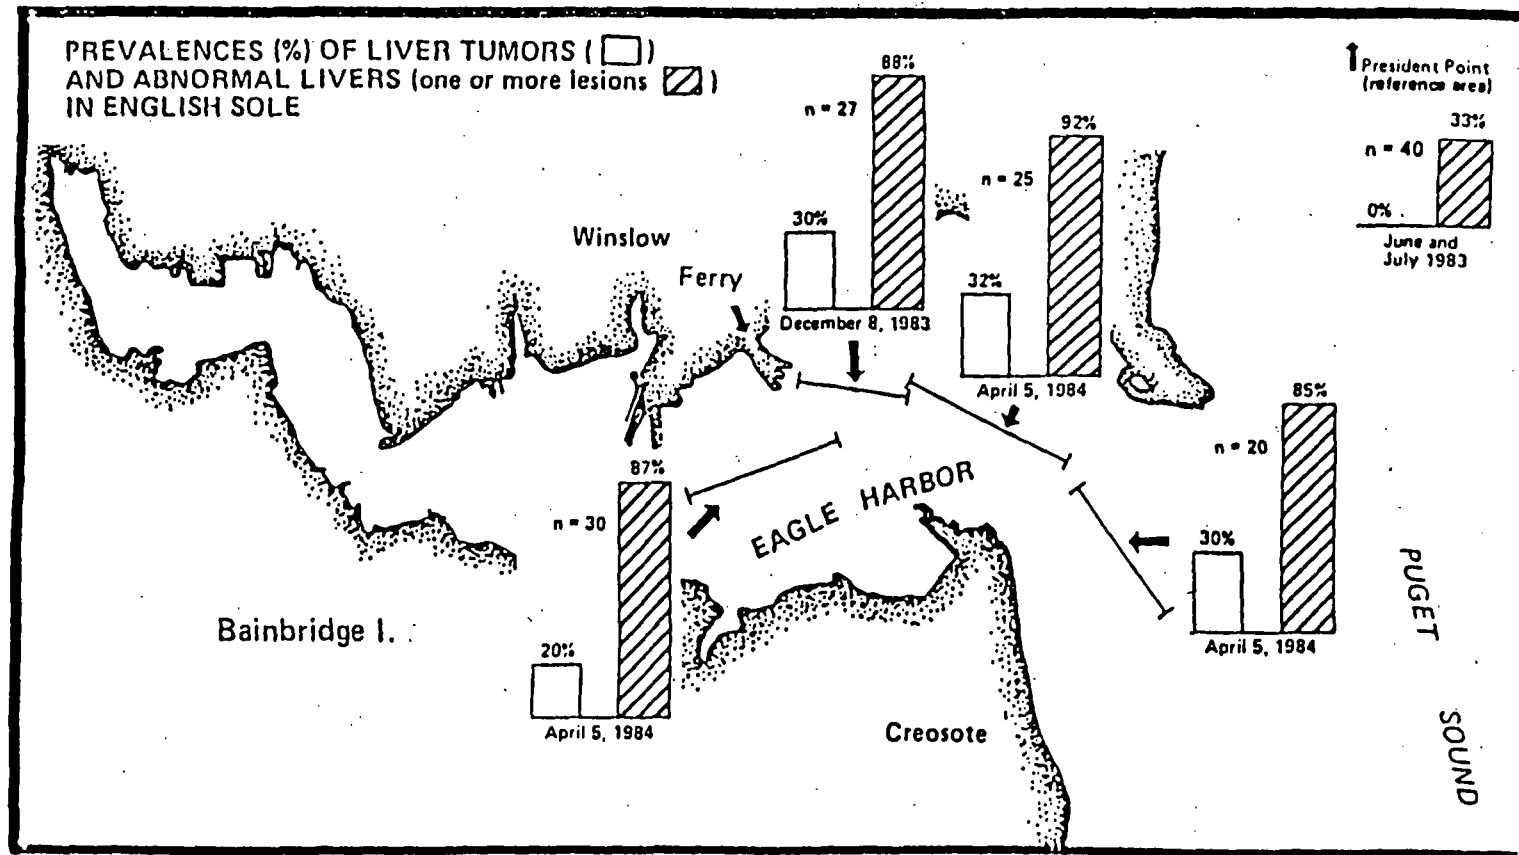 PREVALENCES (%) OF LIVER TUMORS ( )
AND ABNORMAL LIVERS (one or more lesions )
IN ENGLISH SOLE
88%
n = 27
30%
December 8, 1983
92%
n = 25
32%
April 5, 1984
President Point
(reference area)
33%
n = 40
0%
June and
July 1983
Winslow
Ferry
85%
n = 20
30%
April 5, 1984
87%
n = 30
20%
April 5, 1984
EAGLE HARBOR
Bainbridge I.
Creosote
PUGET
SOUND